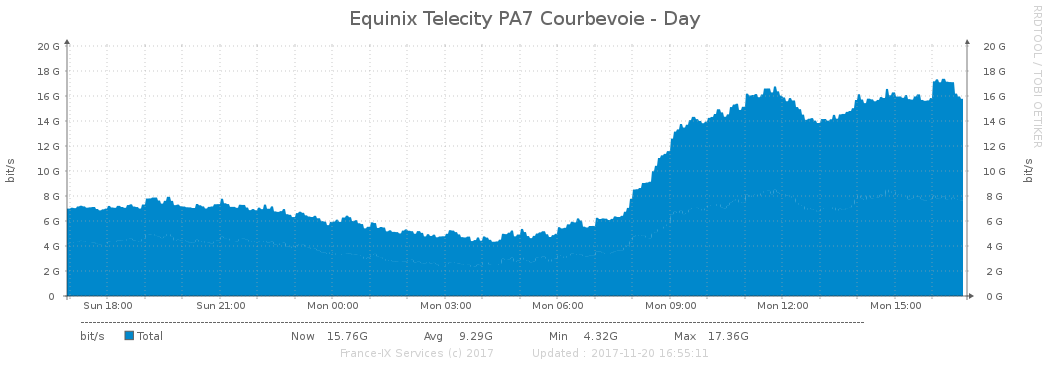 Equinix Telecity PA7 Courbevoie - Day
RRDTOOL / TOBI OETIKER
bit/s
20 G 20 G
18 G 18 G
16 G 16 G
14 G 14 G
12 G 12 G
10 G 10 G
8 G 8 G
6 G 6 G
4 G 4 G
2 G 2 G
0 0 G
bit/s
Sun 18:00 Sun 21:00 Mon 00:00 Mon 03:00 Mon 06:00 Mon 09:00 Mon 12:00 Mon 15:00
bit/s Total Now 15.76G Avg 9.29G Min 4.32G Max 17.36G
France-IX Services (c) 2017 Updated : 2017-11-20 16:55:11